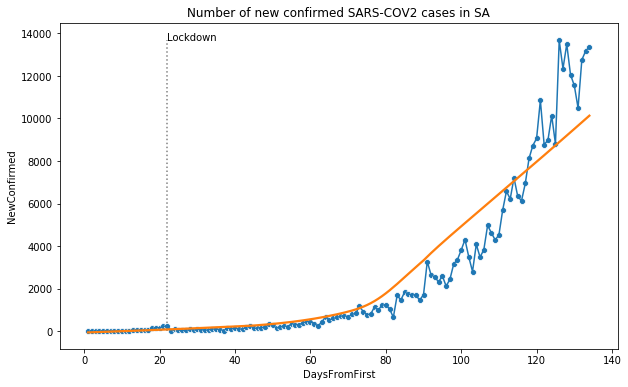 Number of new confirmed SARS-COV2 cases in SA
Lockdown
14000
12000
10000
8000
6000
4000
2000
0
NewConfirmed
0 20 40 60 80 100 120 140
DaysFromFirst